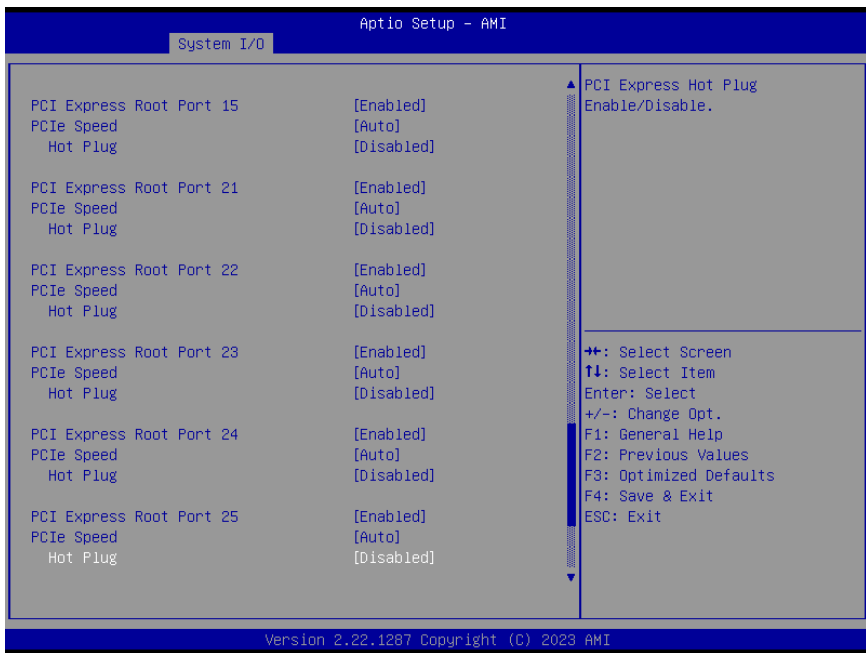 Aptio Setup – AMI
System I/O
PCI Express Root Port 15 [Enabled]
PCIe Speed [Auto]
Hot Plug [Disabled]
PCI Express Root Port 21 [Enabled]
PCIe Speed [Auto]
Hot Plug [Disabled]
PCI Express Root Port 22 [Enabled]
PCIe Speed [Auto]
Hot Plug [Disabled]
PCI Express Root Port 23 [Enabled]
PCIe Speed [Auto]
Hot Plug [Disabled]
PCI Express Root Port 24 [Enabled]
PCIe Speed [Auto]
Hot Plug [Disabled]
PCI Express Root Port 25 [Enabled]
PCIe Speed [Auto]
Hot Plug [Disabled]
PCI Express Hot Plug
Enable/Disable.
→←: Select Screen
↑↓: Select Item
Enter: Select
+/-: Change Opt.
F1: General Help
F2: Previous Values
F3: Optimized Defaults
F4: Save & Exit
ESC: Exit
Version 2.22.1287 Copyright (C) 2023 AMI